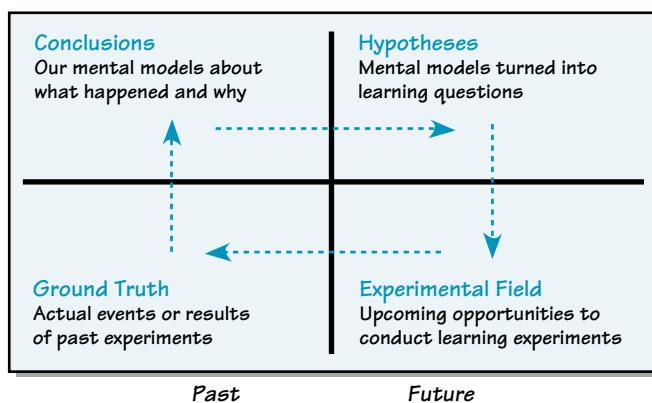 Conclusions
Our mental models about
what happened and why
Hypotheses
Mental models turned into
learning questions
Ground Truth
Actual events or results
of past experiments
Experimental Field
Upcoming opportunities to
conduct learning experiments
Past
Future